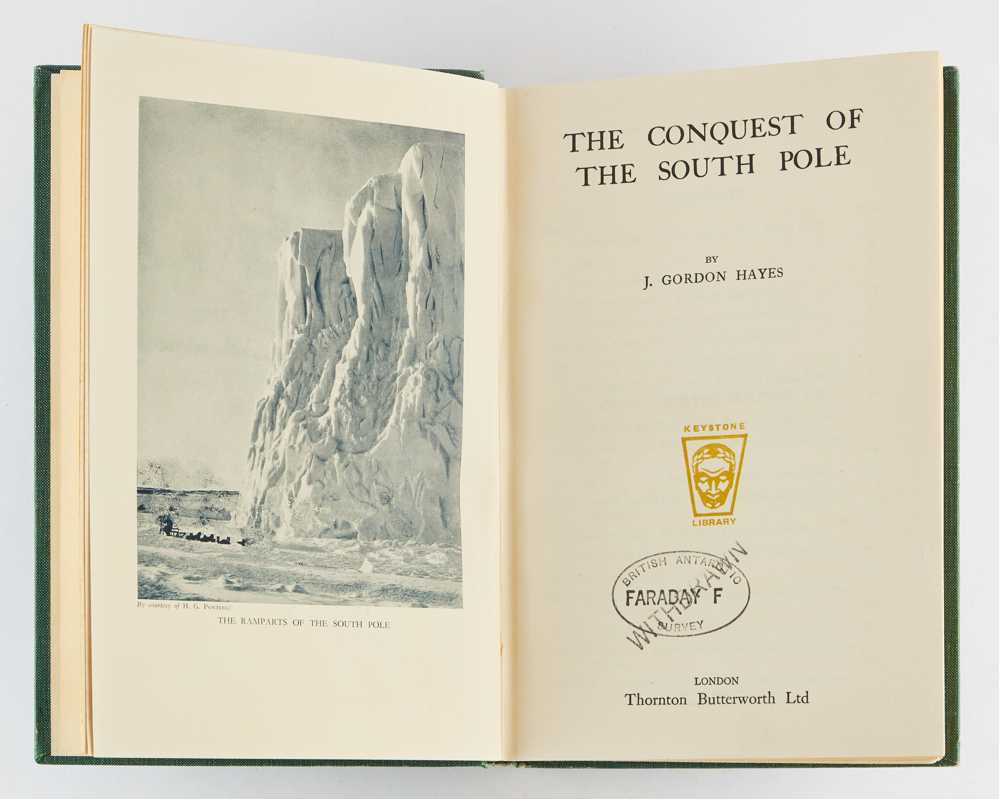 By courtesy of H. G. Ponting
THE RAMPARTS OF THE SOUTH POLE
THE CONQUEST OF
THE SOUTH POLE
BY
J. GORDON HAYES
KEYSTONE
LIBRARY
BRITISH ANTARCTIC
FARADAY F
SURVEY
WITHDRAWN
LONDON
Thornton Butterworth Ltd